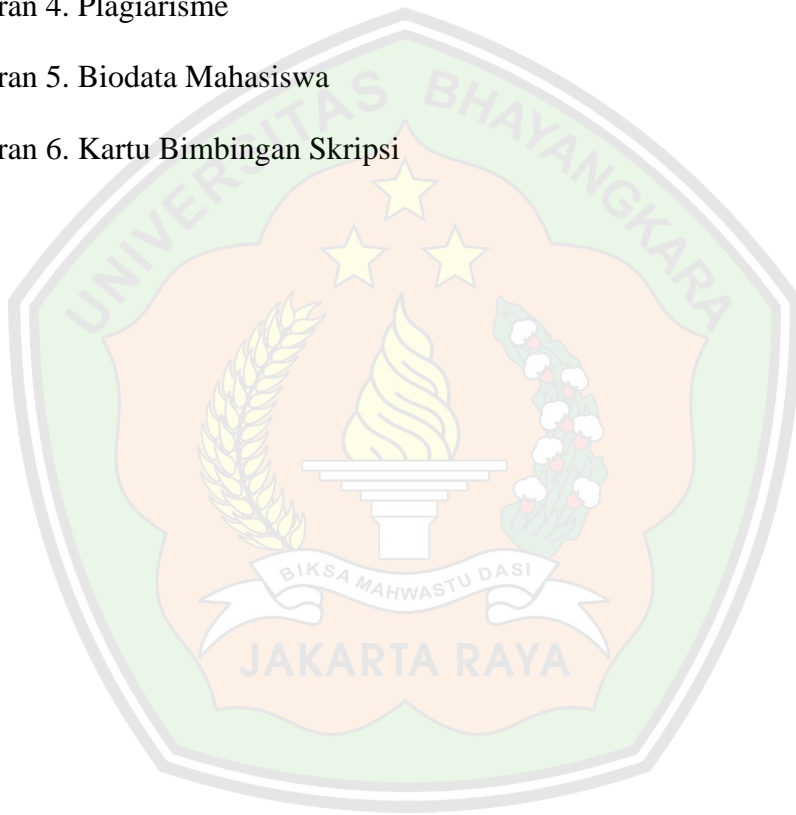 ran 4. Plagiarisme
ran 5. Biodata Mahasiswa
ran 6. Kartu Bimbingan Skripsi
UNIVERSITAS BHAYANGKARA
BIKSA MAHWASTU DASI
JAKARTA RAYA